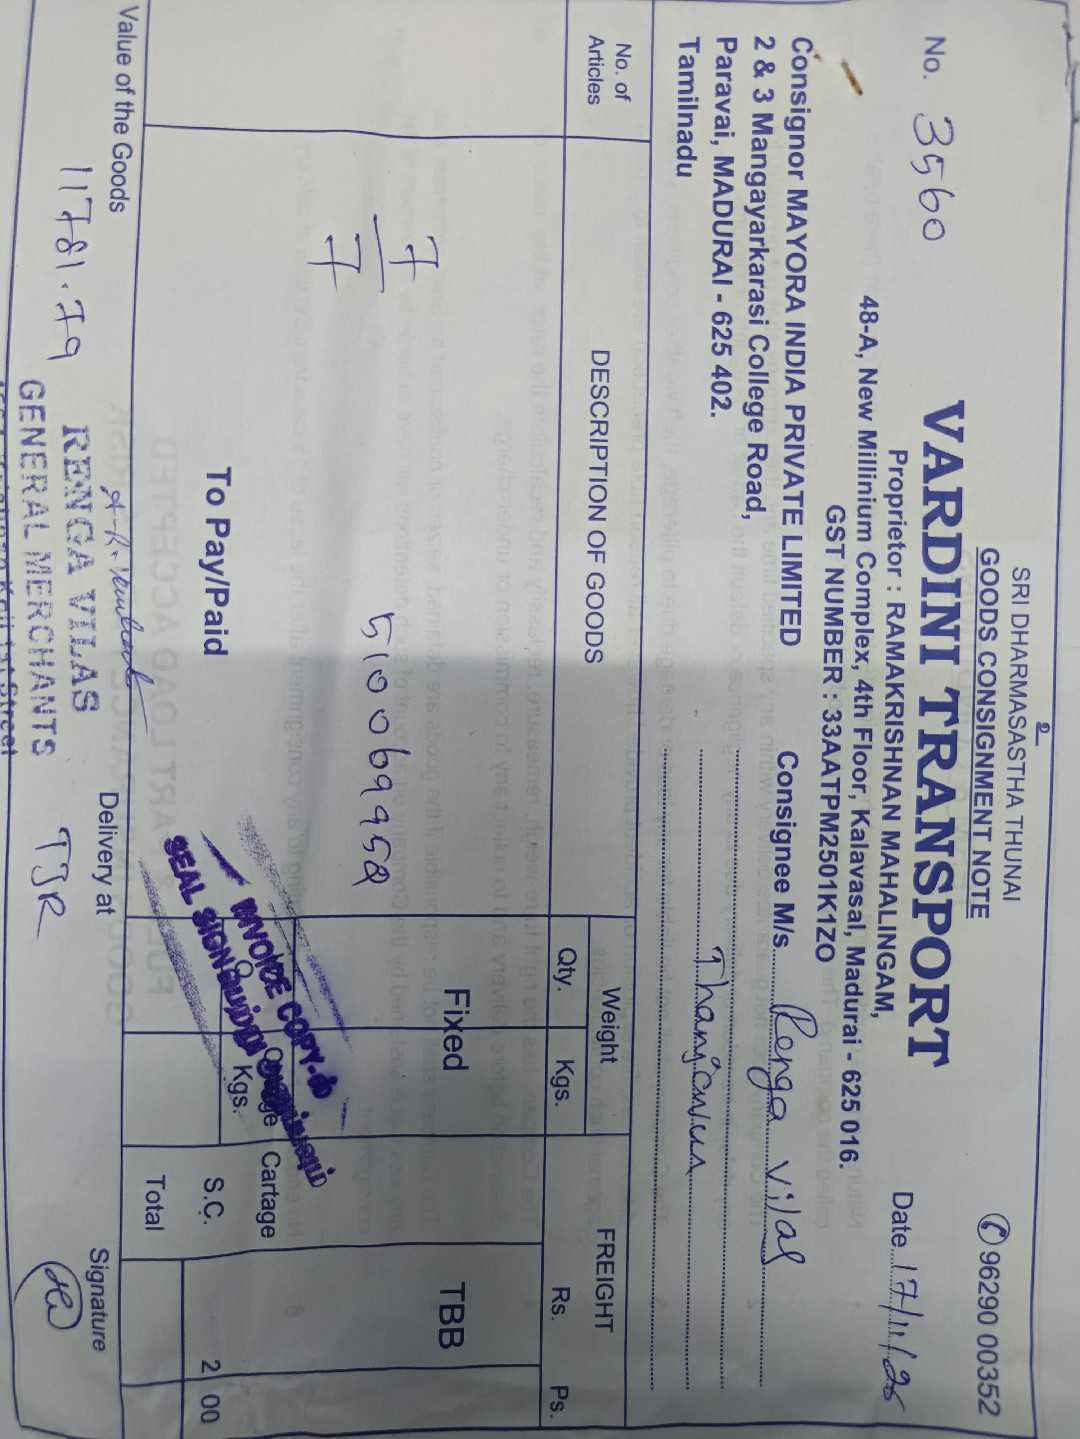 SRI DHARMASASTHA THUNAI
GOODS CONSIGNMENT NOTE
✆ 96290 00352
No. 3560
VARDINI TRANSPORT
Proprietor : RAMAKRISHNAN MAHALINGAM,
48-A, New Millinium Complex, 4th Floor, Kalavasal, Madurai - 625 016.
GST NUMBER : 33AATPM2501K1ZO
Date 17/11/25
Consignor MAYORA INDIA PRIVATE LIMITED
2 & 3 Mangayarkarasi College Road,
Paravai, MADURAI - 625 402.
Tamilnadu
Consignee M/s. Renga Vilas
Thanjavur
No. of Articles
DESCRIPTION OF GOODS
Weight
Qty. Kgs.
FREIGHT
Rs. Ps.
7
7
510069952
Fixed
TBB
INVOICE COPY-ல்
SEAL SIGN
Cartage
Kgs.
S.C. 2 00
To Pay/Paid
Total
Value of the Goods
11781.79
RENGA VILAS
GENERAL MERCHANTS
Delivery at
TJR
Signature